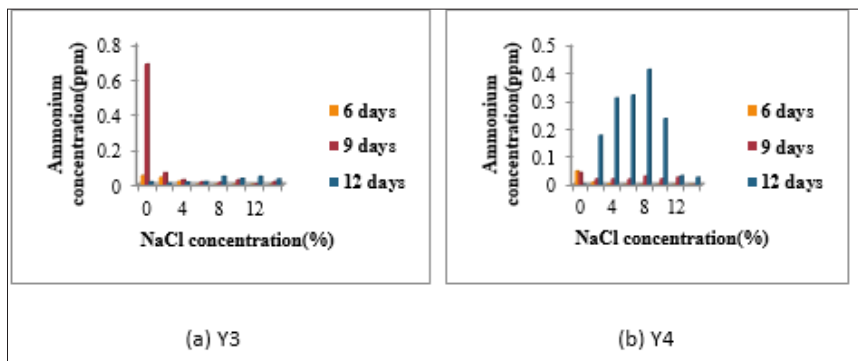 Ammonium
concentration(ppm)
0.8
0.6
0.4
0.2
0
0 4 8 12
NaCl concentration(%)
6 days
9 days
12 days
(a) Y3
Ammonium
concentration(ppm)
0.5
0.4
0.3
0.2
0.1
0
0 4 8 12
NaCl concentration(%)
6 days
9 days
12 days
(b) Y4